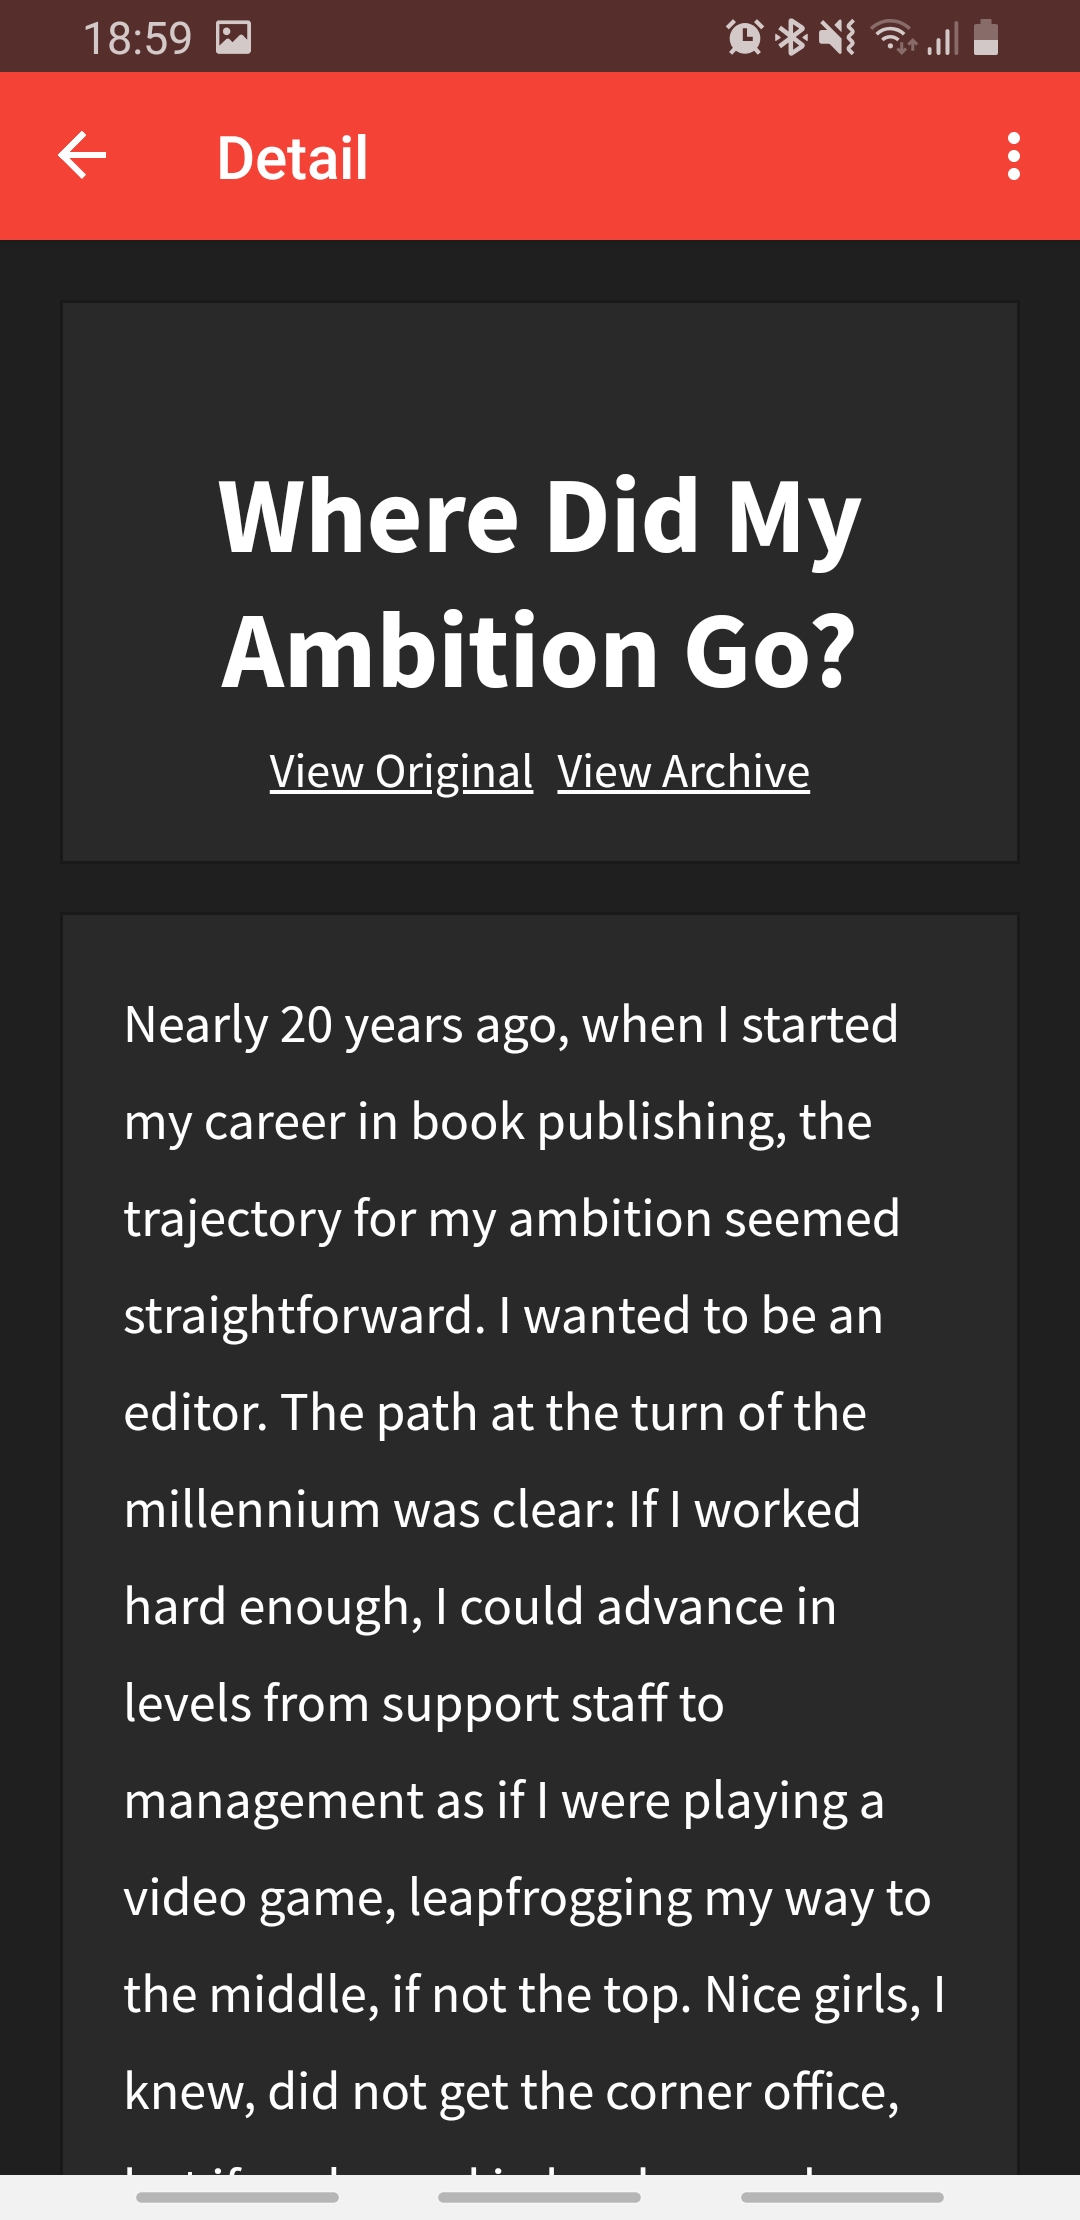 18:59
Detail
Where Did My
Ambition Go?
View Original View Archive
Nearly 20 years ago, when I started
my career in book publishing, the
trajectory for my ambition seemed
straightforward. I wanted to be an
editor. The path at the turn of the
millennium was clear: If I worked
hard enough, I could advance in
levels from support staff to
management as if I were playing a
video game, leapfrogging my way to
the middle, if not the top. Nice girls, I
knew, did not get the corner office,